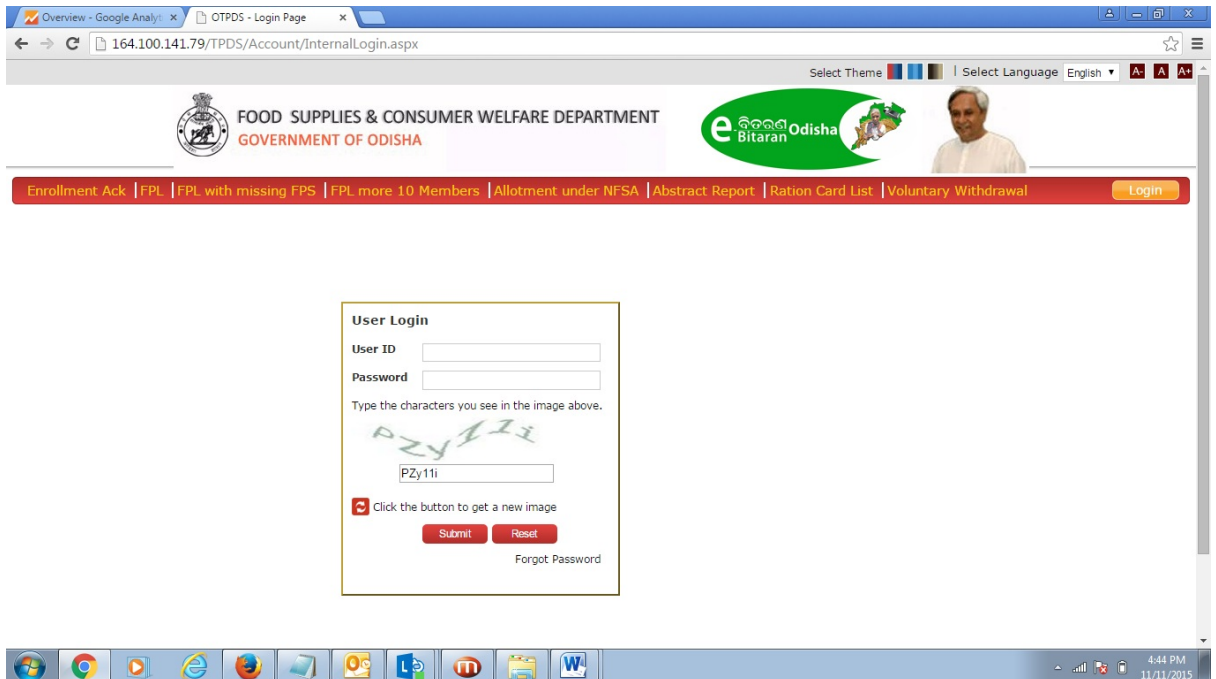 Overview - Google Analyt
OTPDS - Login Page
164.100.141.79/TPDS/Account/InternalLogin.aspx
Select Theme | Select Language English A- A A+
FOOD SUPPLIES & CONSUMER WELFARE DEPARTMENT
GOVERNMENT OF ODISHA
e-ବିତରଣ Bitaran Odisha
Enrollment Ack | FPL | FPL with missing FPS | FPL more 10 Members | Allotment under NFSA | Abstract Report | Ration Card List | Voluntary Withdrawal Login
User Login
User ID
Password
Type the characters you see in the image above.
PZy11i
PZy11i
Click the button to get a new image
Submit Reset
Forgot Password
4:44 PM
11/11/2015